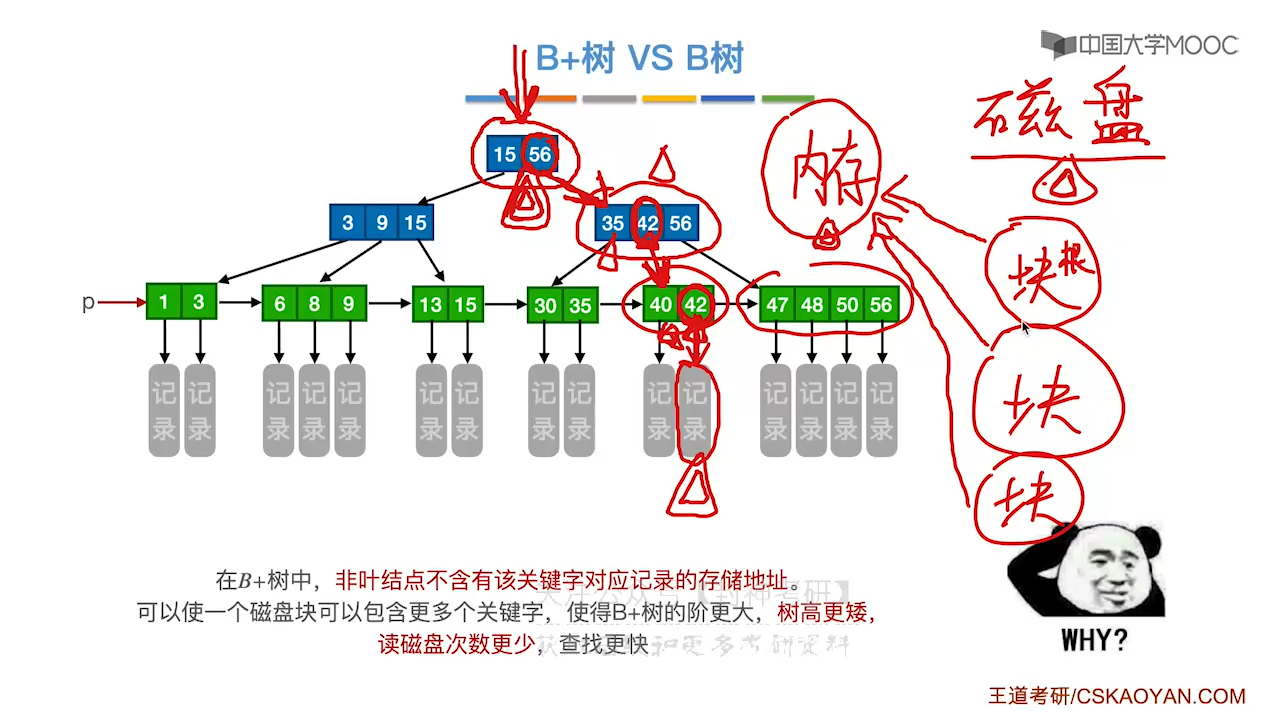 中国大学MOOC
B+树 VS B树
磁盘
内存
15 56
3 9 15
35 42 56
块根
p
1 3
6 8 9
13 15
30 35
40 42
47 48 50 56
记录 记录 记录 记录 记录 记录 记录 记录 记录 记录 记录 记录 记录 记录 记录
块
块
在B+树中，非叶结点不含有该关键字对应记录的存储地址。
可以使一个磁盘块可以包含更多个关键字，使得B+树的阶更大，树高更矮，
读磁盘次数更少，查找更快
WHY?
王道考研/CSKAOYAN.COM